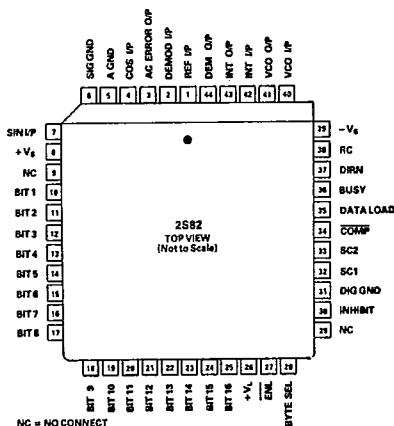 SIG GND
A GND
COS I/P
AC ERROR O/P
DEMOD I/P
REF I/P
DEM O/P
INT O/P
INT I/P
VCO O/P
VCO I/P
6 5 4 3 2 1 44 43 42 41 40
SIN I/P 7
+VS 8
NC 9
BIT 1 10
BIT 2 11
BIT 3 12
BIT 4 13
BIT 5 14
BIT 6 15
BIT 7 16
BIT 8 17
2S82
TOP VIEW
(Not to Scale)
39 -VS
38 RC
37 DIRN
36 BUSY
35 DATA LOAD
34 COMP
33 SC2
32 SC1
31 DIG GND
30 INHIBIT
29 NC
18 19 20 21 22 23 24 25 26 27 28
BIT 9
BIT 10
BIT 11
BIT 12
BIT 13
BIT 14
BIT 15
BIT 16
+VL
ENL
BYTE SEL
NC = NO CONNECT